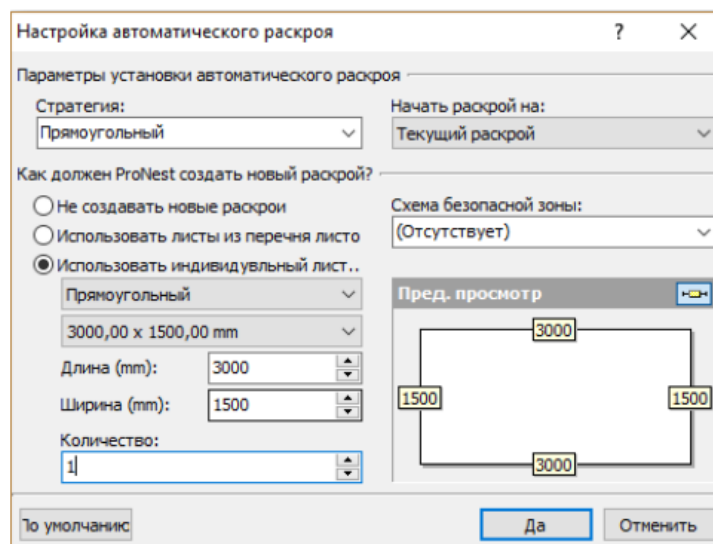 Настройка автоматического раскроя
?
Параметры установки автоматического раскроя
Стратегия:
Прямоугольный
Начать раскрой на:
Текущий раскрой
Как должен ProNest создать новый раскрой?
Не создавать новые раскрои
Использовать листы из перечня листо
Использовать индивидувльный лист..
Прямоугольный
3000,00 x 1500,00 mm
Длина (mm):
3000
Ширина (mm):
1500
Количество:
1
Схема безопасной зоны:
(Отсутствует)
Пред. просмотр
3000
1500
1500
3000
По умолчанию
Да
Отменить